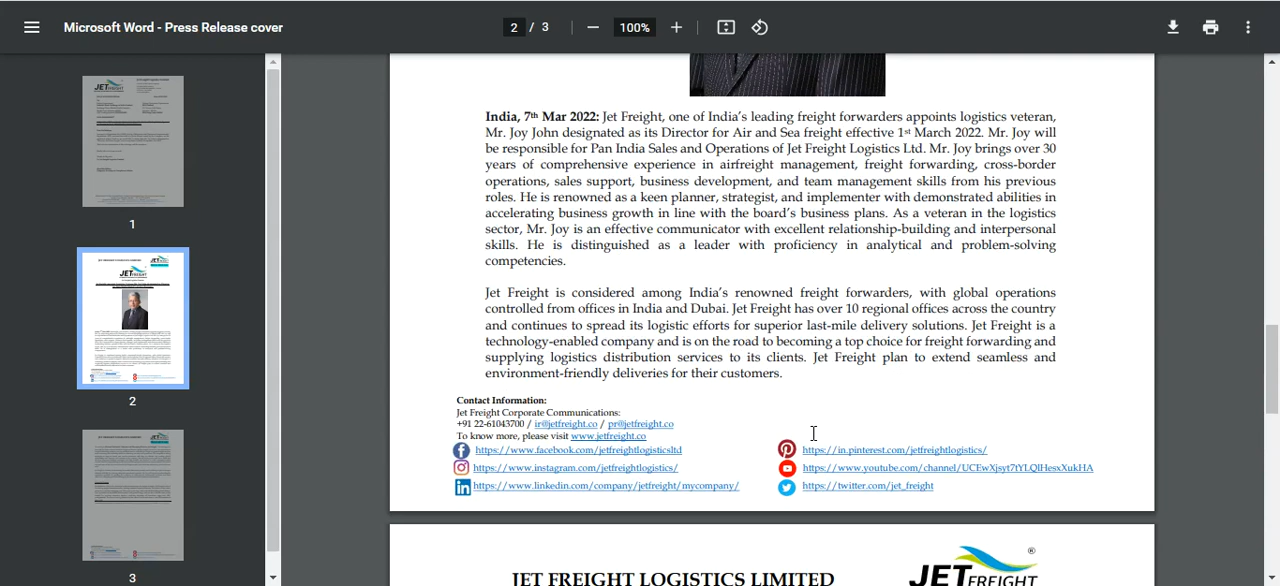 Microsoft Word - Press Release cover
2 / 3
100%
1
2
3
India, 7th Mar 2022: Jet Freight, one of India's leading freight forwarders appoints logistics veteran,
Mr. Joy John designated as its Director for Air and Sea freight effective 1st March 2022. Mr. Joy will
be responsible for Pan India Sales and Operations of Jet Freight Logistics Ltd. Mr. Joy brings over 30
years of comprehensive experience in airfreight management, freight forwarding, cross-border
operations, sales support, business development, and team management skills from his previous
roles. He is renowned as a keen planner, strategist, and implementer with demonstrated abilities in
accelerating business growth in line with the board's business plans. As a veteran in the logistics
sector, Mr. Joy is an effective communicator with excellent relationship-building and interpersonal
skills. He is distinguished as a leader with proficiency in analytical and problem-solving
competencies.
Jet Freight is considered among India's renowned freight forwarders, with global operations
controlled from offices in India and Dubai. Jet Freight has over 10 regional offices across the country
and continues to spread its logistic efforts for superior last-mile delivery solutions. Jet Freight is a
technology-enabled company and is on the road to becoming a top choice for freight forwarding and
supplying logistics distribution services to its clients. Jet Freight plan to extend seamless and
environment-friendly deliveries for their customers.
Contact Information:
Jet Freight Corporate Communications:
+91 22-61043700 / ir@jetfreight.co / pr@jetfreight.co
To know more, please visit www.jetfreight.co
https://www.facebook.com/jetfreightlogisticsltd
https://in.pinterest.com/jetfreightlogistics/
https://www.instagram.com/jetfreightlogistics/
https://www.youtube.com/channel/UCEwXjsyt7tYLQIHesxXukHA
https://www.linkedin.com/company/jetfreight/mycompany/
https://twitter.com/jet_freight
JET FREIGHT LOGISTICS LIMITED
JETFREIGHT ®